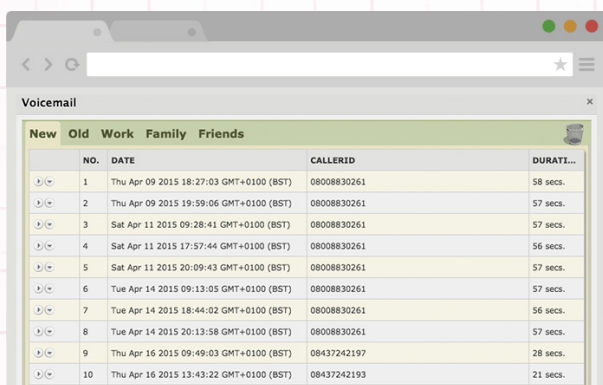 Voicemail ×
New Old Work Family Friends
NO. DATE CALLERID DURATI...
1 Thu Apr 09 2015 18:27:03 GMT+0100 (BST) 08008830261 58 secs.
2 Thu Apr 09 2015 19:59:06 GMT+0100 (BST) 08008830261 57 secs.
3 Sat Apr 11 2015 09:28:41 GMT+0100 (BST) 08008830261 57 secs.
4 Sat Apr 11 2015 17:57:44 GMT+0100 (BST) 08008830261 56 secs.
5 Sat Apr 11 2015 20:09:43 GMT+0100 (BST) 08008830261 57 secs.
6 Tue Apr 14 2015 09:13:05 GMT+0100 (BST) 08008830261 57 secs.
7 Tue Apr 14 2015 18:44:02 GMT+0100 (BST) 08008830261 56 secs.
8 Tue Apr 14 2015 20:13:58 GMT+0100 (BST) 08008830261 57 secs.
9 Thu Apr 16 2015 09:49:03 GMT+0100 (BST) 08437242197 28 secs.
10 Thu Apr 16 2015 13:43:22 GMT+0100 (BST) 08437242193 21 secs.